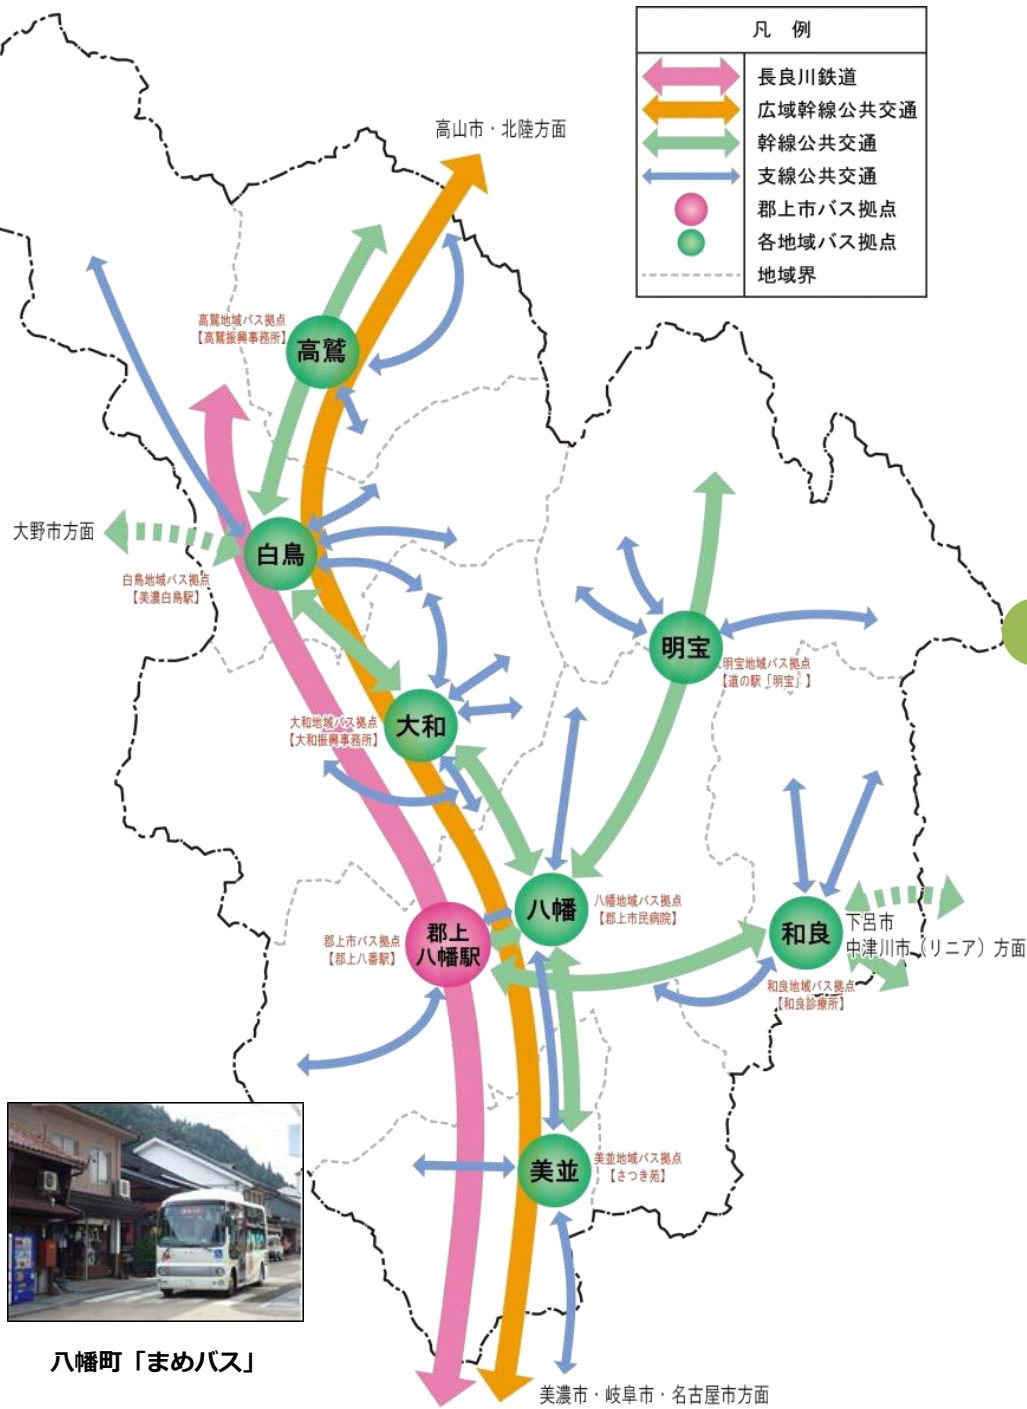 凡 例
長良川鉄道
広域幹線公共交通
幹線公共交通
支線公共交通
郡上市バス拠点
各地域バス拠点
地域界
高山市・北陸方面
高鷲地域バス拠点
【高鷲振興事務所】
高鷲
大野市方面
白鳥
白鳥地域バス拠点
【美濃白鳥駅】
明宝
明宝地域バス拠点
【道の駅「明宝」】
大和地域バス拠点
【大和振興事務所】
大和
八幡
八幡地域バス拠点
【郡上市民病院】
郡上市バス拠点
【郡上八番駅】
郡上
八幡駅
和良
下呂市
中津川市（リニア）方面
和良地域バス拠点
【和良診療所】
美並
美並地域バス拠点
【さつき苑】
八幡町「まめバス」
美濃市・岐阜市・名古屋市方面